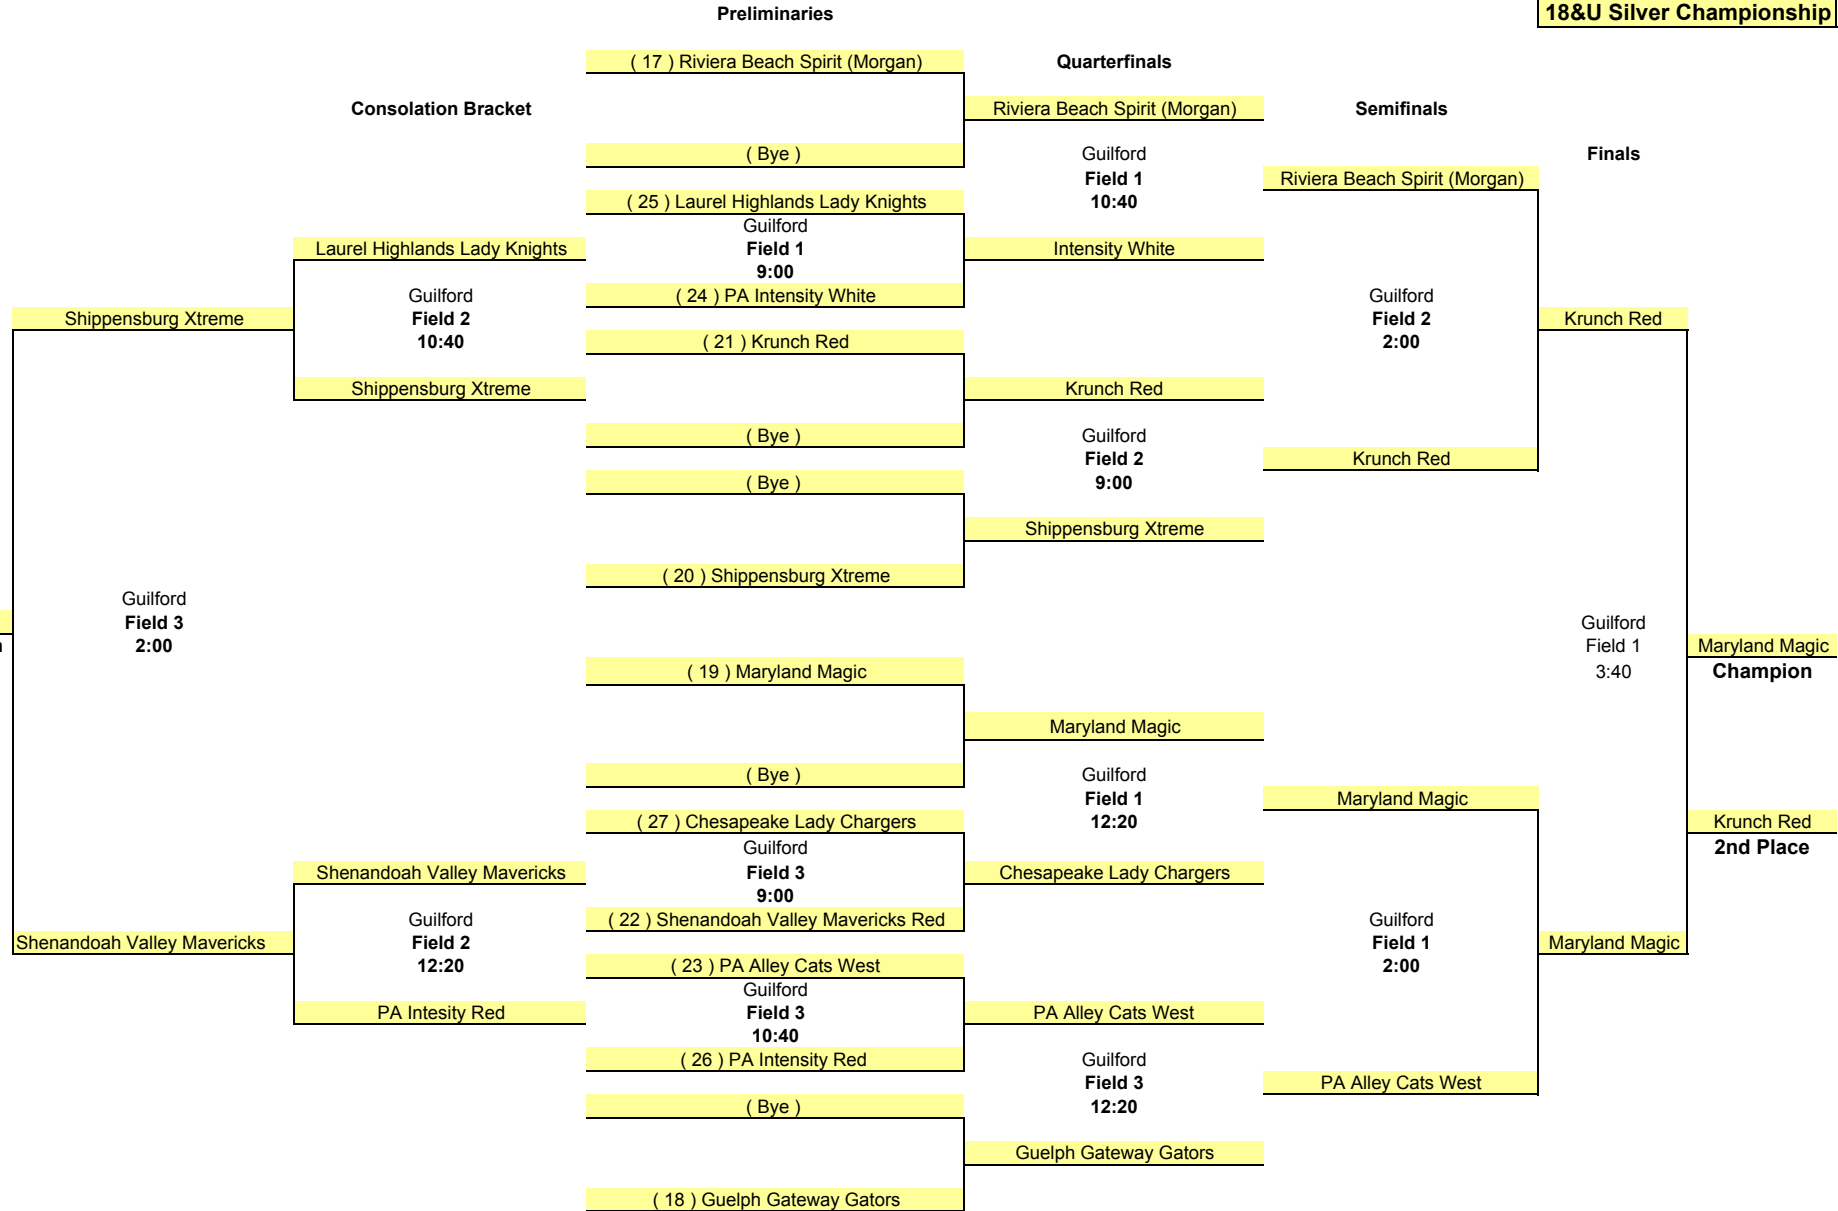 Preliminaries
18&U Silver Championship
( 17 ) Riviera Beach Spirit (Morgan)
Quarterfinals
Consolation Bracket
Riviera Beach Spirit (Morgan)
Semifinals
( Bye )
Guilford
Finals
Field 1
Riviera Beach Spirit (Morgan)
( 25 ) Laurel Highlands Lady Knights
10:40
Guilford
Laurel Highlands Lady Knights
Field 1
Intensity White
9:00
Guilford
( 24 ) PA Intensity White
Guilford
Shippensburg Xtreme
Field 2
Field 2
Krunch Red
10:40
( 21 ) Krunch Red
2:00
Shippensburg Xtreme
Krunch Red
( Bye )
Guilford
Field 2
Krunch Red
( Bye )
9:00
Shippensburg Xtreme
( 20 ) Shippensburg Xtreme
Guilford
Field 3
Guilford
2:00
Field 1
Maryland Magic
( 19 ) Maryland Magic
3:40
Champion
Maryland Magic
( Bye )
Guilford
Field 1
Maryland Magic
( 27 ) Chesapeake Lady Chargers
12:20
Krunch Red
Guilford
2nd Place
Shenandoah Valley Mavericks
Field 3
Chesapeake Lady Chargers
9:00
Guilford
( 22 ) Shenandoah Valley Mavericks Red
Guilford
Shenandoah Valley Mavericks
Field 2
Field 1
Maryland Magic
12:20
( 23 ) PA Alley Cats West
2:00
Guilford
PA Intesity Red
Field 3
PA Alley Cats West
10:40
( 26 ) PA Intensity Red
Guilford
Field 3
PA Alley Cats West
( Bye )
12:20
Guelph Gateway Gators
( 18 ) Guelph Gateway Gators